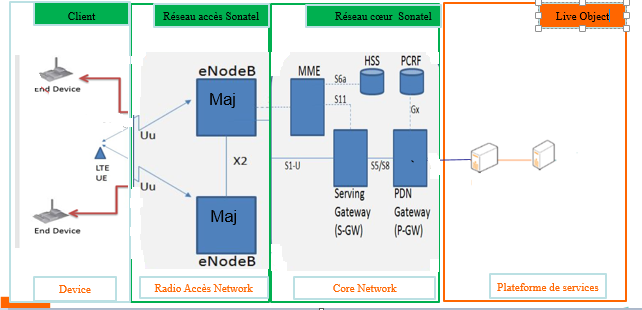 Client
Réseau accès Sonatel
Réseau cœur Sonatel
Live Object
End Device
Uu
LTE
UE
Uu
End Device
eNodeB
Maj
X2
Maj
eNodeB
MME
HSS
PCRF
S6a
S11
Gx
S1-U
S5/S8
Serving
Gateway
(S-GW)
PDN
Gateway
(P-GW)
Device
Radio Accès Network
Core Network
Plateforme de services